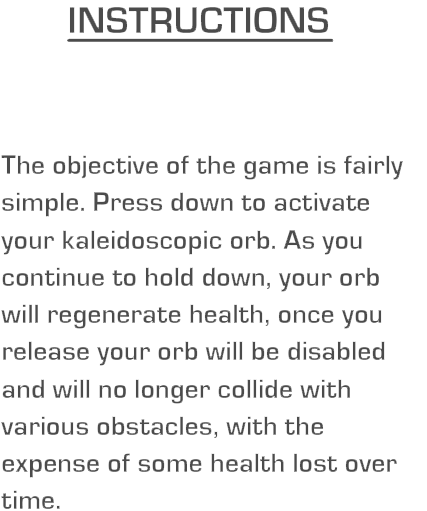 INSTRUCTIONS
The objective of the game is fairly
simple. Press down to activate
your kaleidoscopic orb. As you
continue to hold down, your orb
will regenerate health, once you
release your orb will be disabled
and will no longer collide with
various obstacles, with the
expense of some health lost over
time.